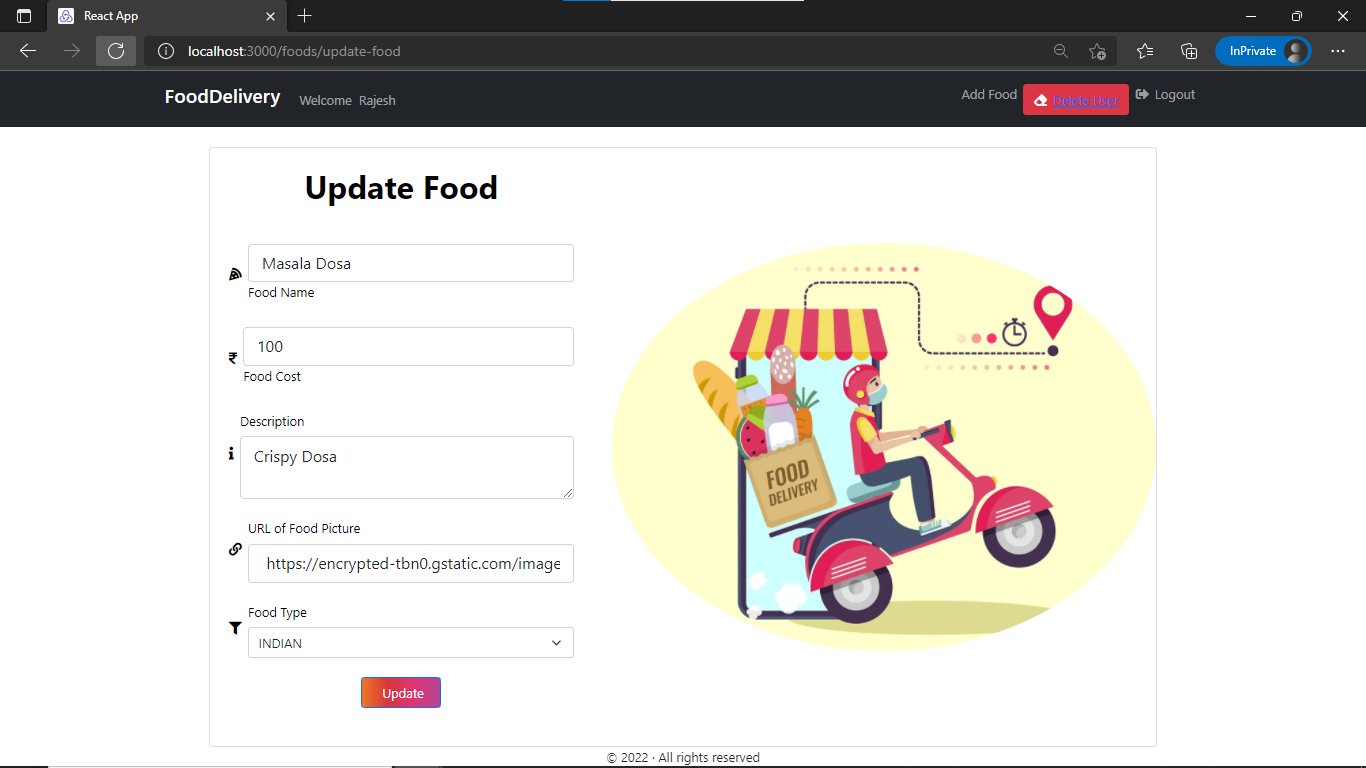 React App
localhost:3000/foods/update-food
InPrivate
FoodDelivery Welcome Rajesh Add Food Delete User Logout
Update Food
Masala Dosa
Food Name
₹ 100
Food Cost
Description
Crispy Dosa
URL of Food Picture
https://encrypted-tbn0.gstatic.com/image
Food Type
INDIAN
Update
FOOD
DELIVERY
© 2022 · All rights reserved